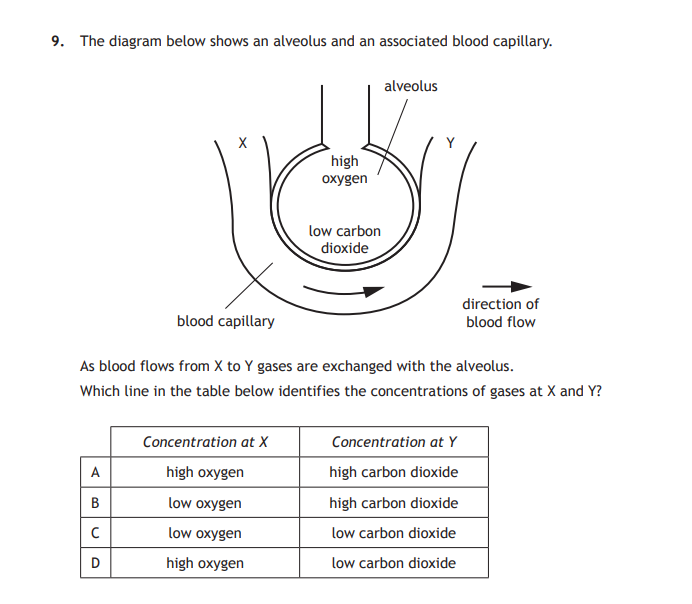 9. The diagram below shows an alveolus and an associated blood capillary.
alveolus
X
Y
high
oxygen
low carbon
dioxide
direction of
blood flow
blood capillary
As blood flows from X to Y gases are exchanged with the alveolus.
Which line in the table below identifies the concentrations of gases at X and Y?
Concentration at X Concentration at Y
A high oxygen high carbon dioxide
B low oxygen high carbon dioxide
C low oxygen low carbon dioxide
D high oxygen low carbon dioxide